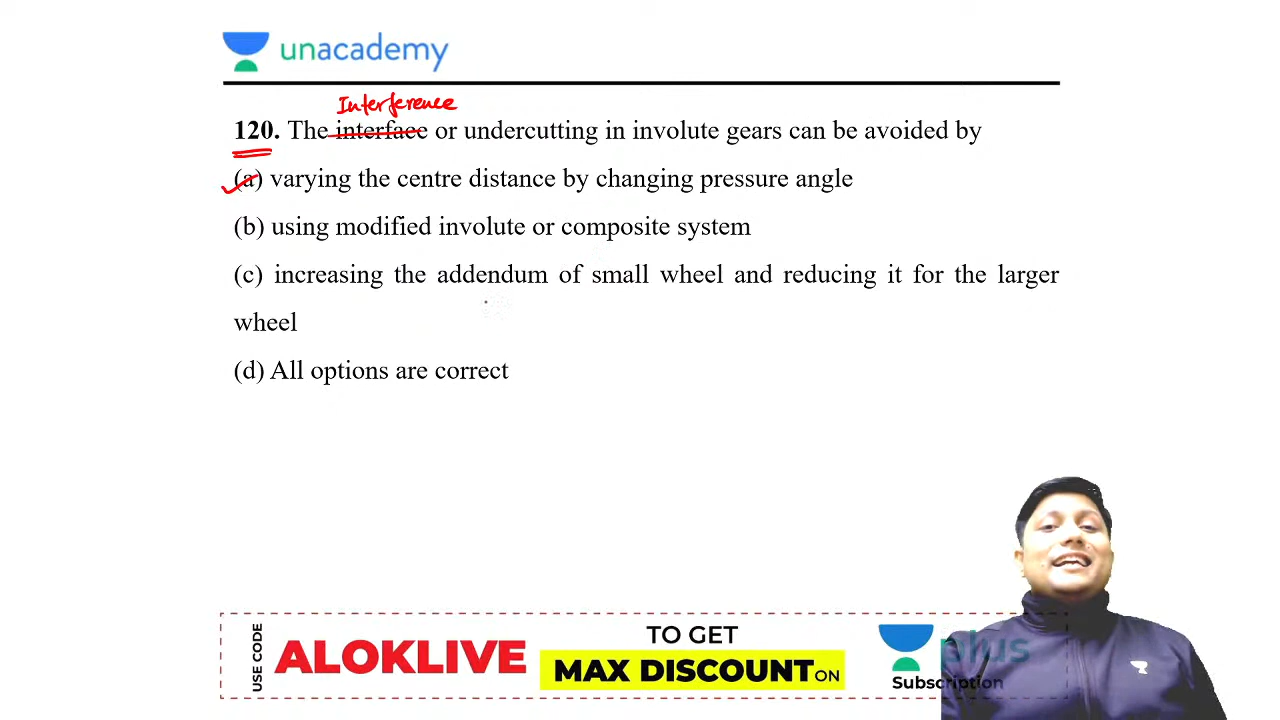 unacademy
Interference
120. The interface or undercutting in involute gears can be avoided by
(a) varying the centre distance by changing pressure angle
(b) using modified involute or composite system
(c) increasing the addendum of small wheel and reducing it for the larger
wheel
(d) All options are correct
USE CODE
ALOKLIVE
TO GET
MAX DISCOUNT ON
plus
Subscription